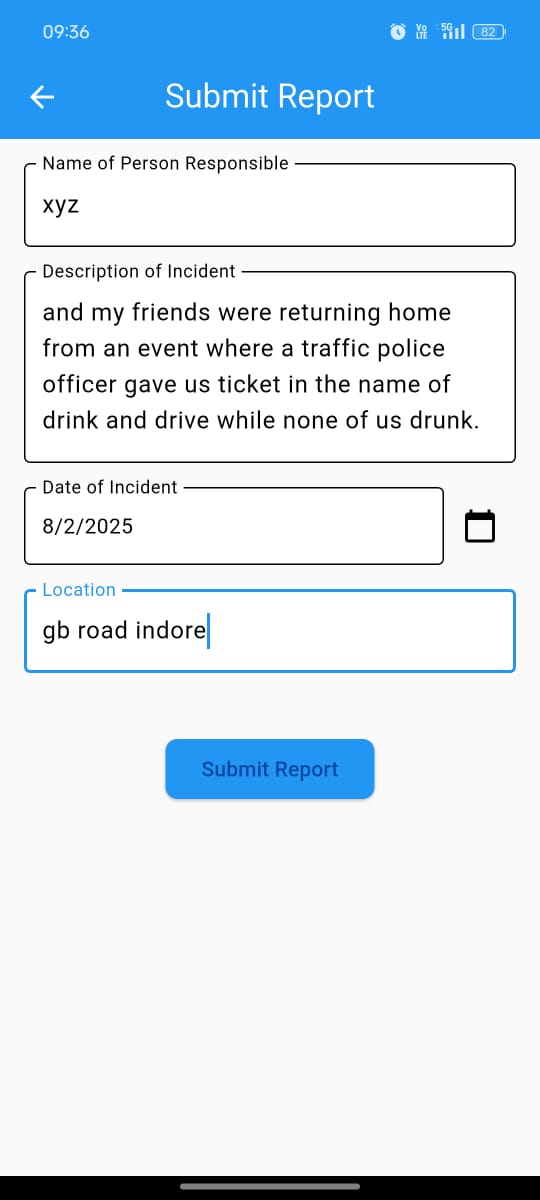 09:36
Vo LTE 5G 82
Submit Report
Name of Person Responsible
xyz
Description of Incident
and my friends were returning home
from an event where a traffic police
officer gave us ticket in the name of
drink and drive while none of us drunk.
Date of Incident
8/2/2025
Location
gb road indore
Submit Report